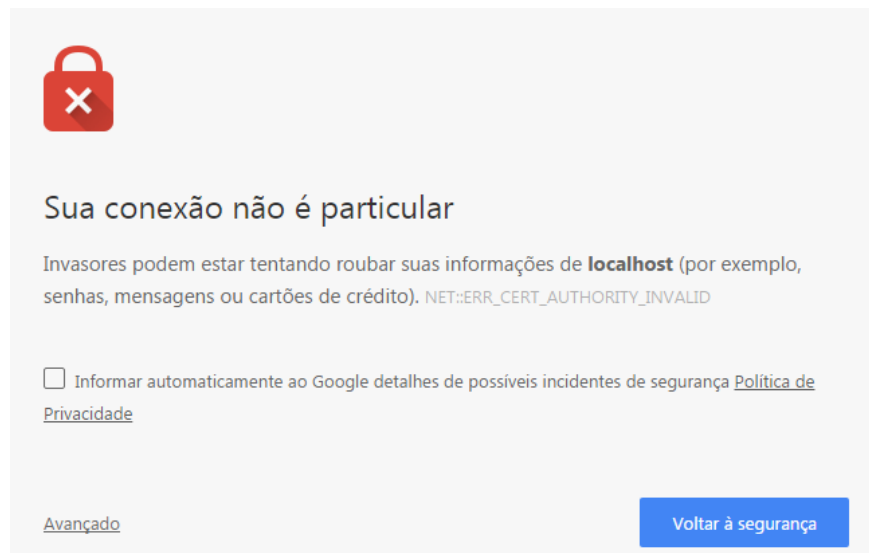 Sua conexão não é particular
Invasores podem estar tentando roubar suas informações de localhost (por exemplo,
senhas, mensagens ou cartões de crédito). NET::ERR_CERT_AUTHORITY_INVALID
Informar automaticamente ao Google detalhes de possíveis incidentes de segurança Política de
Privacidade
Avançado
Voltar à segurança